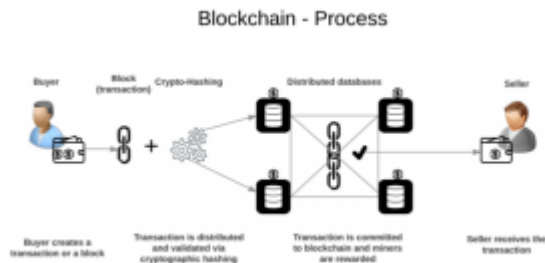 Blockchain - Process
Buyer
Block
(transaction)
Crypto-Hashing
Distributed databases
Seller
Buyer creates a
transaction or a block
Transaction is distributed
and validated via
cryptographic hashing
Transaction is committed
to blockchain and miners
are rewarded
Seller receives the
transaction